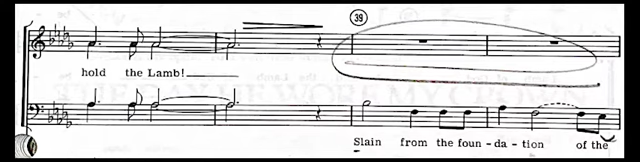 39
hold the Lamb!
Slain from the foun - da - tion of the